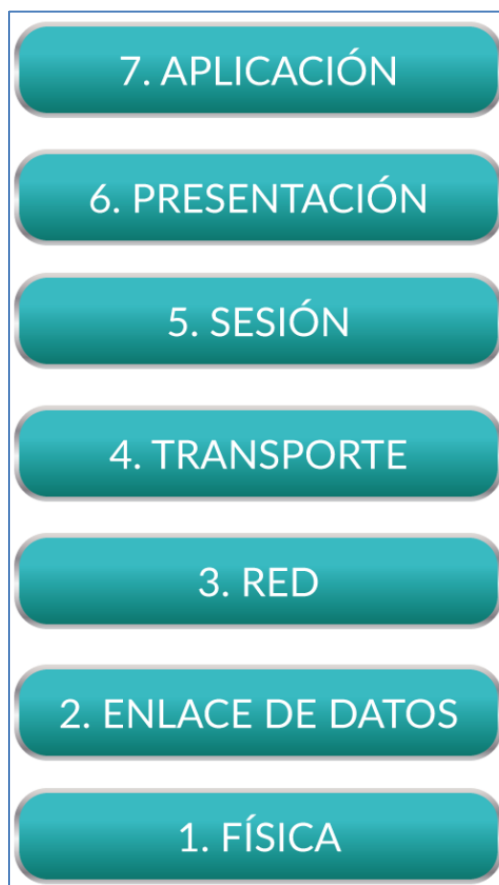 7. APLICACIÓN
6. PRESENTACIÓN
5. SESIÓN
4. TRANSPORTE
3. RED
2. ENLACE DE DATOS
1. FÍSICA